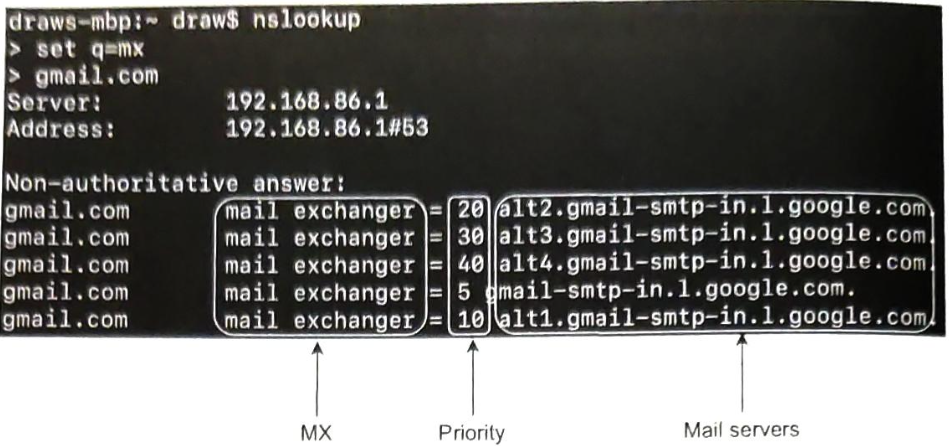 draws-mbp:~ draw$ nslookup
> set q=mx
> gmail.com
Server: 192.168.86.1
Address: 192.168.86.1#53
Non-authoritative answer:
gmail.com mail exchanger = 20 alt2.gmail-smtp-in.l.google.com.
gmail.com mail exchanger = 30 alt3.gmail-smtp-in.l.google.com.
gmail.com mail exchanger = 40 alt4.gmail-smtp-in.l.google.com.
gmail.com mail exchanger = 5 gmail-smtp-in.l.google.com.
gmail.com mail exchanger = 10 alt1.gmail-smtp-in.l.google.com.
MX Priority Mail servers